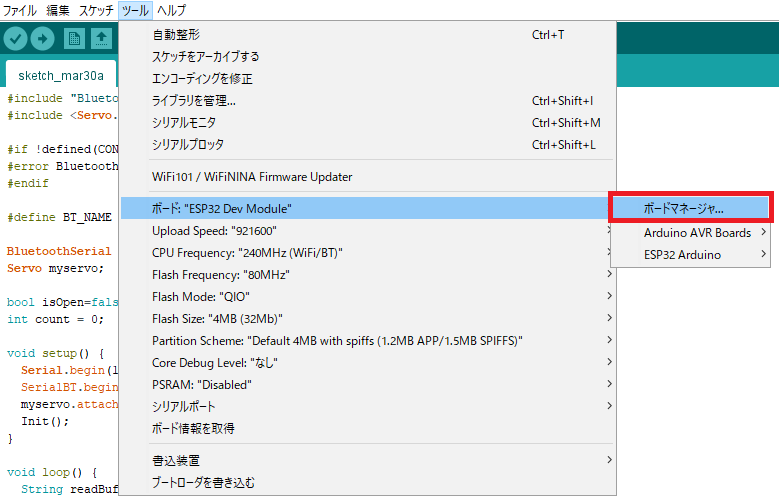 ファイル 編集 スケッチ ツール ヘルプ
sketch_mar30a
#include "Blueto
#include <Servo.
#if !defined(CON
#error Bluetooth
#endif
#define BT_NAME
BluetoothSerial
Servo myservo;
bool isOpen=fals
int count = 0;
void setup() {
Serial.begin(1
SerialBT.begin
myservo.attach
Init();
}
void loop() {
String readBuf
自動整形 Ctrl+T
スケッチをアーカイブする
エンコーディングを修正
ライブラリを管理... Ctrl+Shift+I
シリアルモニタ Ctrl+Shift+M
シリアルプロッタ Ctrl+Shift+L
WiFi101 / WiFiNINA Firmware Updater
ボード: "ESP32 Dev Module"
Upload Speed: "921600"
CPU Frequency: "240MHz (WiFi/BT)"
Flash Frequency: "80MHz"
Flash Mode: "QIO"
Flash Size: "4MB (32Mb)"
Partition Scheme: "Default 4MB with spiffs (1.2MB APP/1.5MB SPIFFS)"
Core Debug Level: "なし"
PSRAM: "Disabled"
シリアルポート
ボード情報を取得
書込装置
ブートローダを書き込む
ボードマネージャ...
Arduino AVR Boards
ESP32 Arduino